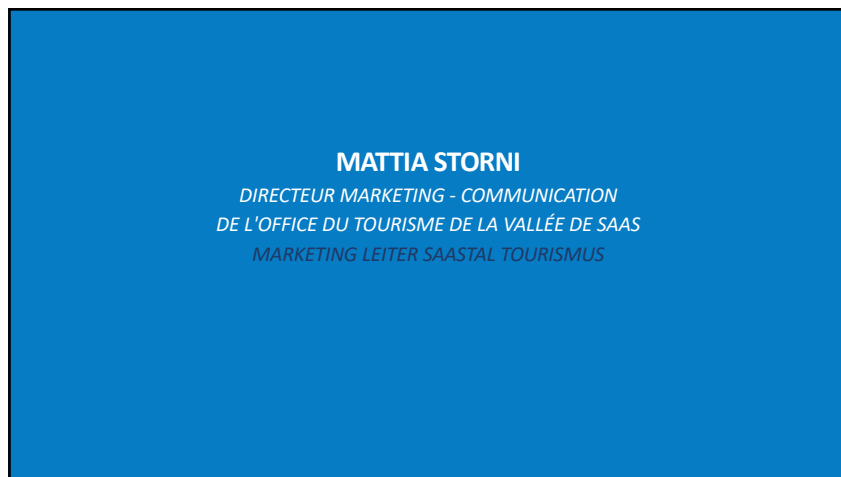 MATTIA STORNI
DIRECTEUR MARKETING - COMMUNICATION
DE L'OFFICE DU TOURISME DE LA VALLÉE DE SAAS
MARKETING LEITER SAASTAL TOURISMUS